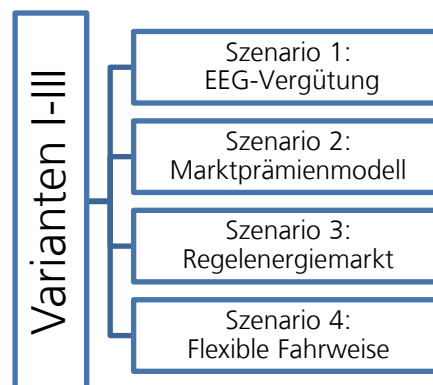 Varianten I-III
Szenario 1:
EEG-Vergütung
Szenario 2:
Marktprämienmodell
Szenario 3:
Regelenergiemarkt
Szenario 4:
Flexible Fahrweise